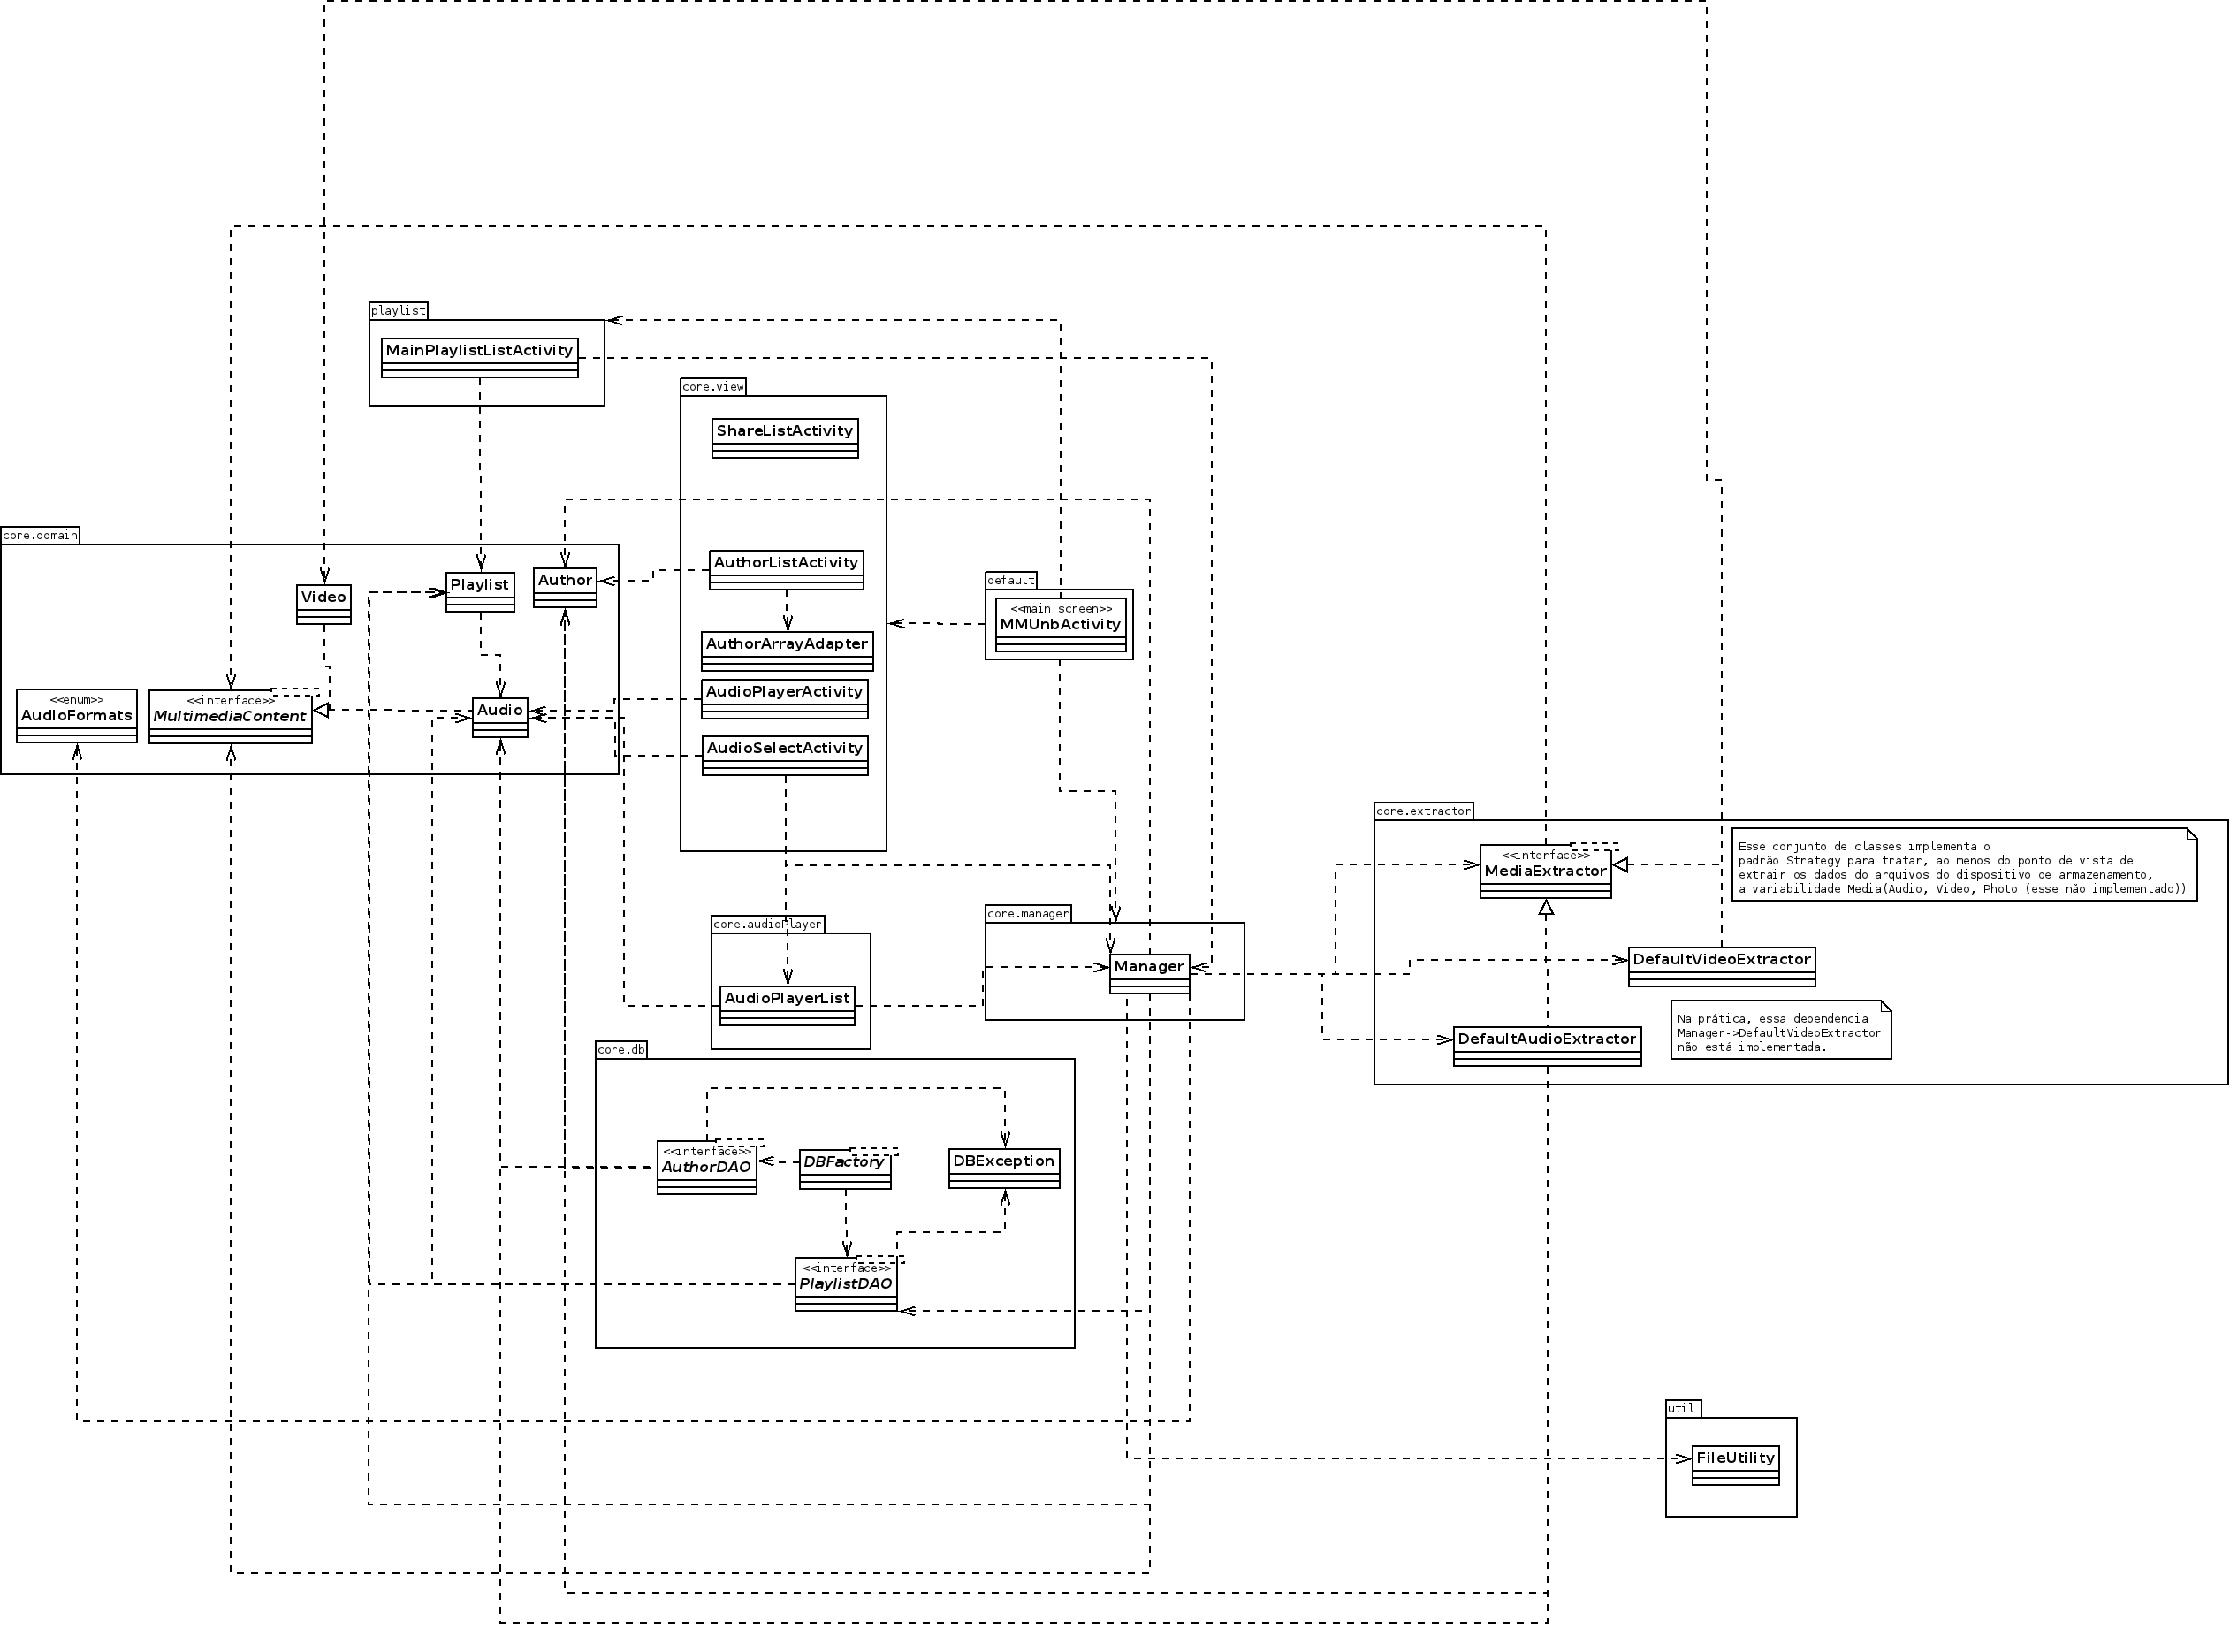 playlist
MainPlaylistListActivity
core.view
ShareListActivity
core.domain
Video
Playlist
Author
AuthorListActivity
default
<<main screen>>
MMUnbActivity
AuthorArrayAdapter
<<enum>>
AudioFormats
<<interface>>
MultimediaContent
Audio
AudioPlayerActivity
AudioSelectActivity
core.extractor
<<interface>>
MediaExtractor
Esse conjunto de classes implementa o
padrão Strategy para tratar, ao menos do ponto de vista de
extrair os dados do arquivos do dispositivo de armazenamento,
a variabilidade Media(Audio, Video, Photo (esse não implementado))
core.audioPlayer
AudioPlayerList
core.manager
Manager
DefaultVideoExtractor
Na prática, essa dependencia
Manager->DefaultVideoExtractor
não está implementada.
DefaultAudioExtractor
core.db
<<interface>>
AuthorDAO
DBFactory
DBException
<<interface>>
PlaylistDAO
util
FileUtility